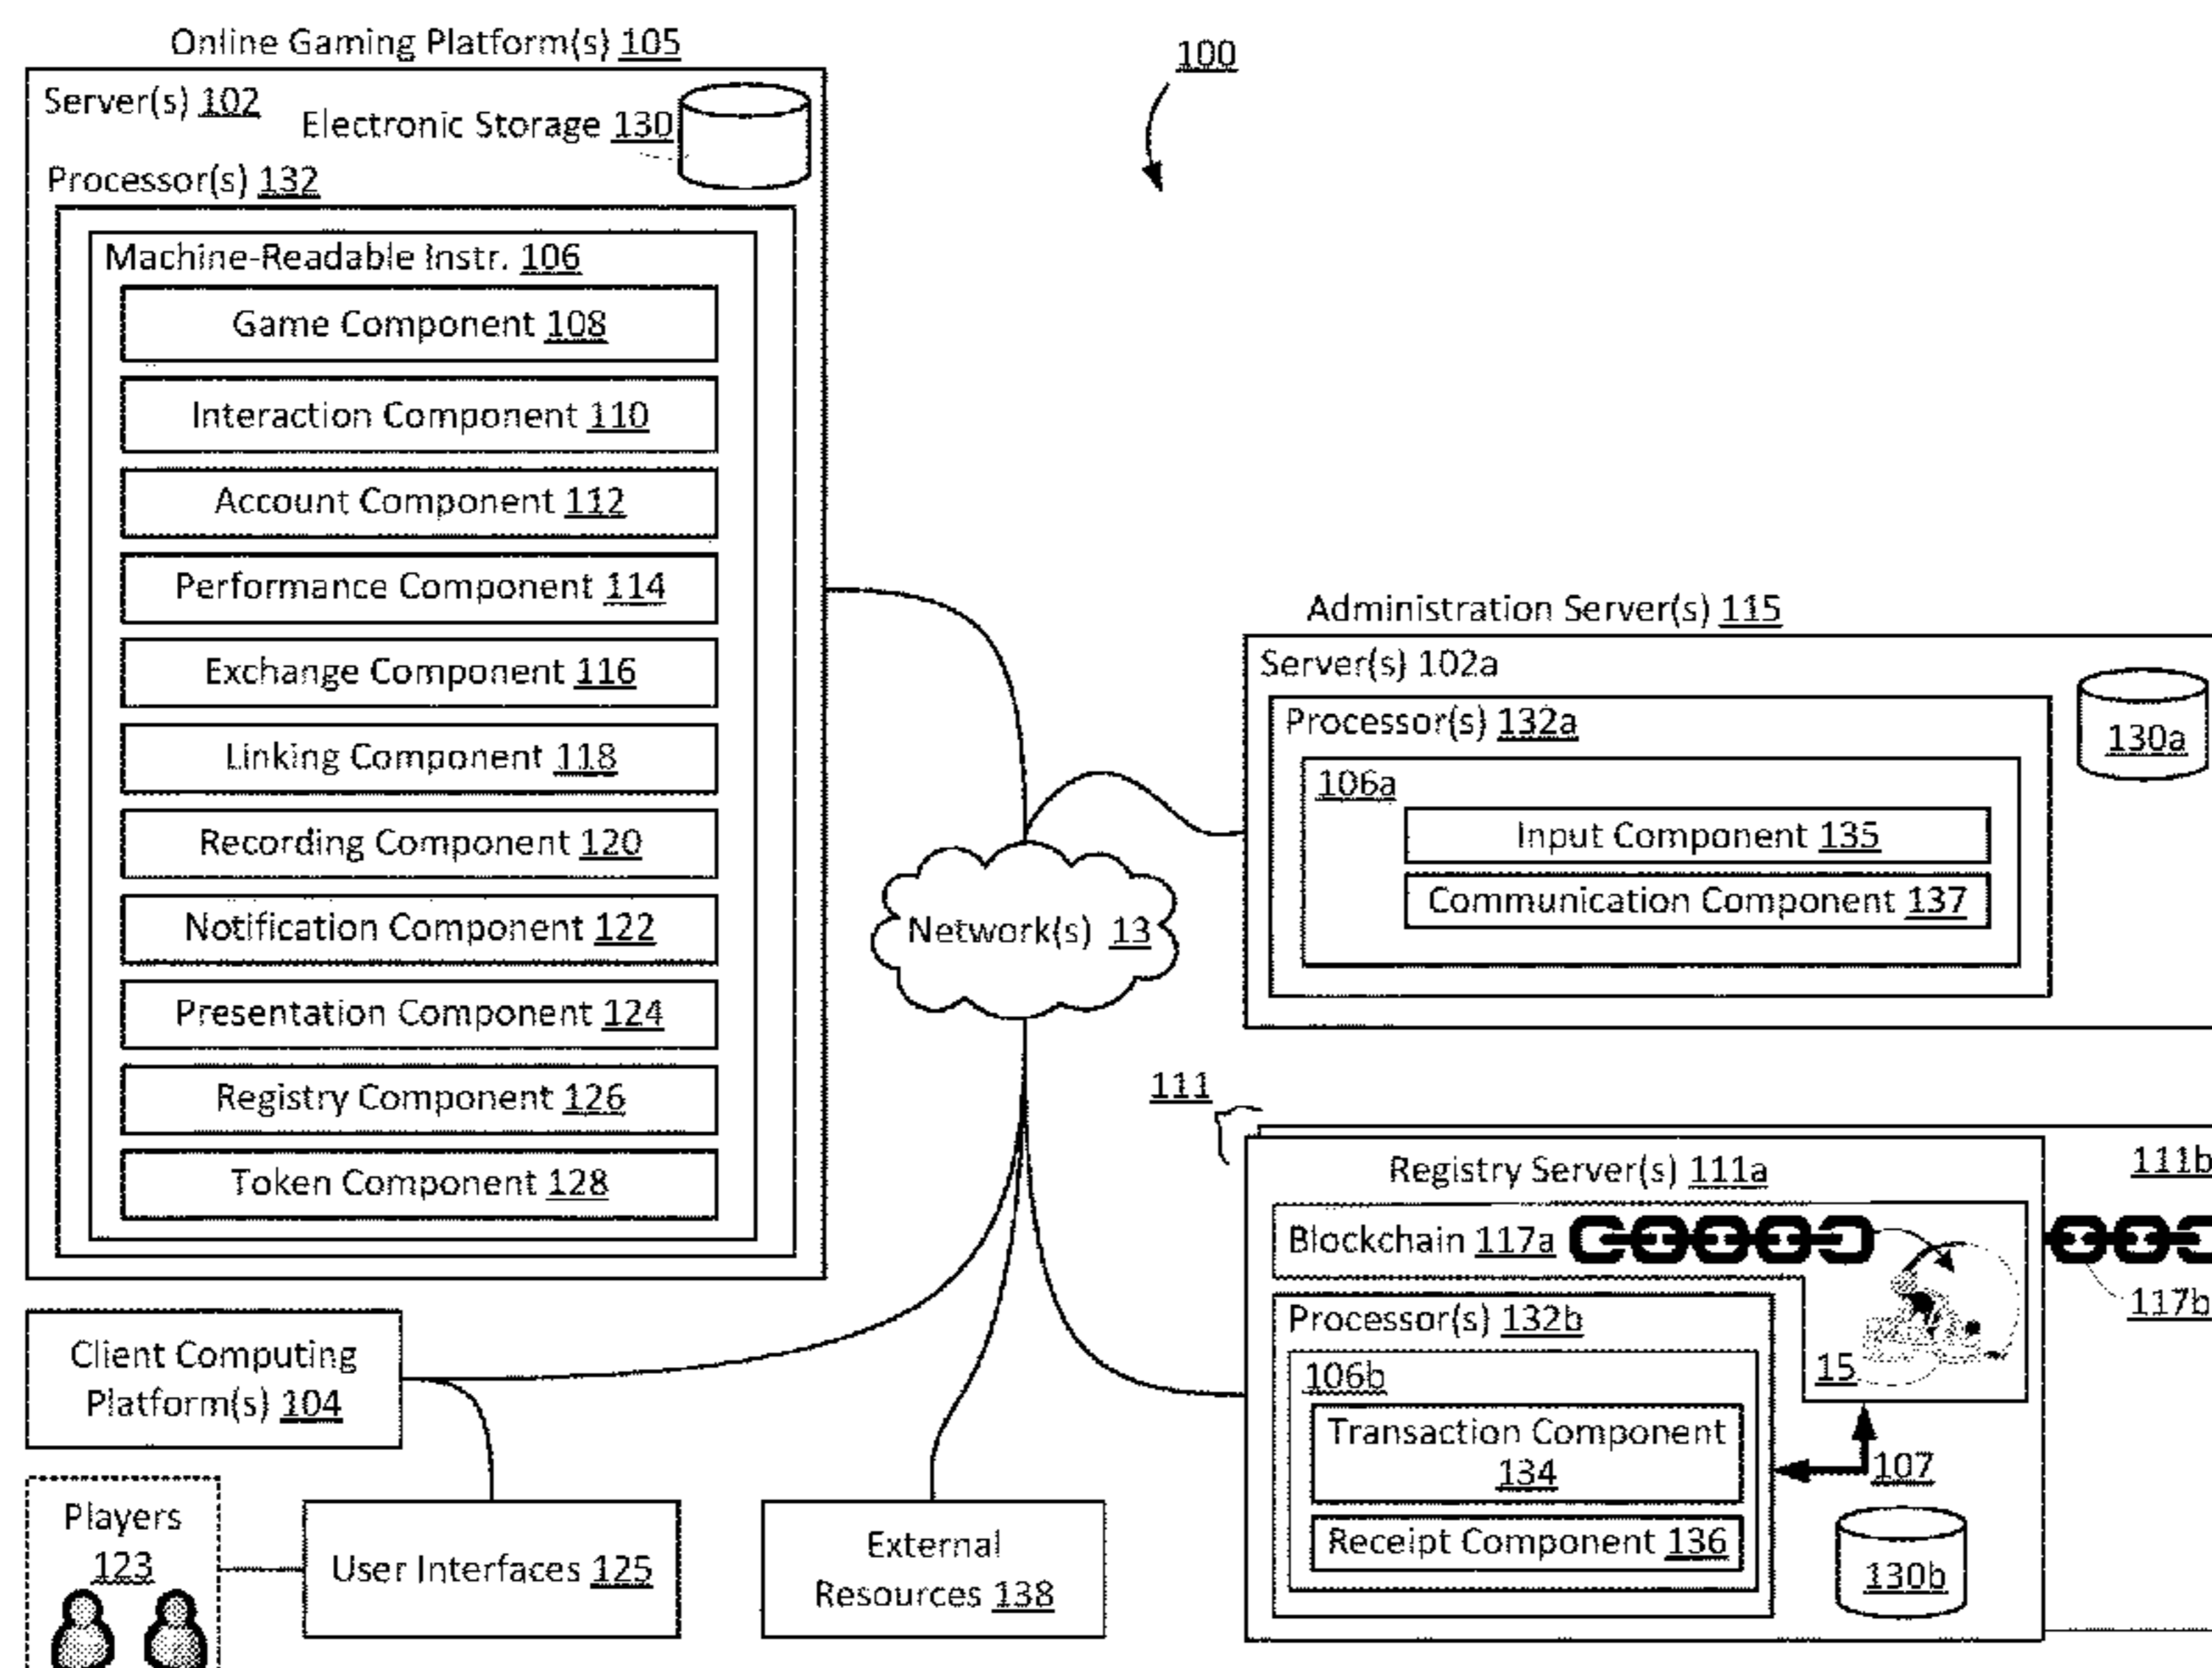 Online Gaming Platform(s) 105
Server(s) 102
Electronic Storage 130
Processor(s) 132
Machine-Readable Instr. 106
Game Component 108
Interaction Component 110
Account Component 112
Performance Component 114
Exchange Component 116
Linking Component 118
Recording Component 120
Notification Component 122
Presentation Component 124
Registry Component 126
Token Component 128
Client Computing
Platform(s) 104
Players
123
User Interfaces 125
External
Resources 138
Network(s) 13
100
Administration Server(s) 115
Server(s) 102a
Processor(s) 132a
130a
106a
Input Component 135
Communication Component 137
111
Registry Server(s) 111a
111b
Blockchain 117a
117b
Processor(s) 132b
106b
15
Transaction Component
134
107
Receipt Component 136
130b